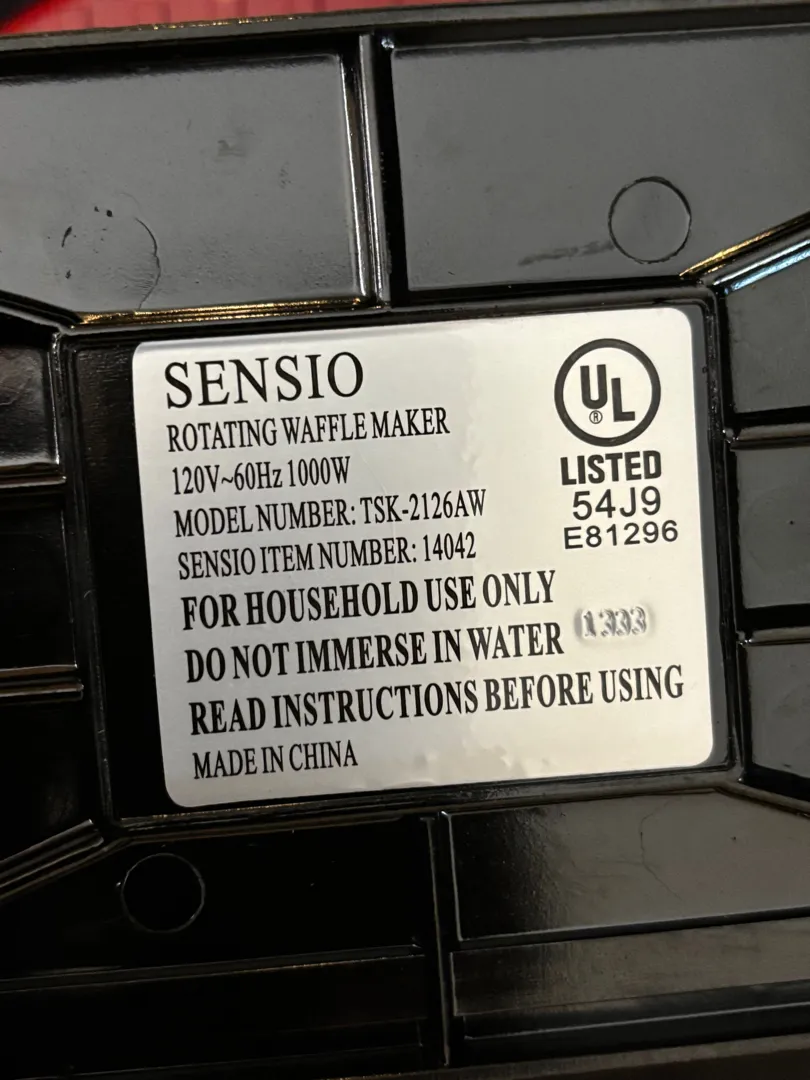 SENSIO
ROTATING WAFFLE MAKER
120V~60Hz 1000W
MODEL NUMBER: TSK-2126AW
SENSIO ITEM NUMBER: 14042
FOR HOUSEHOLD USE ONLY
DO NOT IMMERSE IN WATER
READ INSTRUCTIONS BEFORE USING
MADE IN CHINA
UL
®
LISTED
54J9
E81296
1333